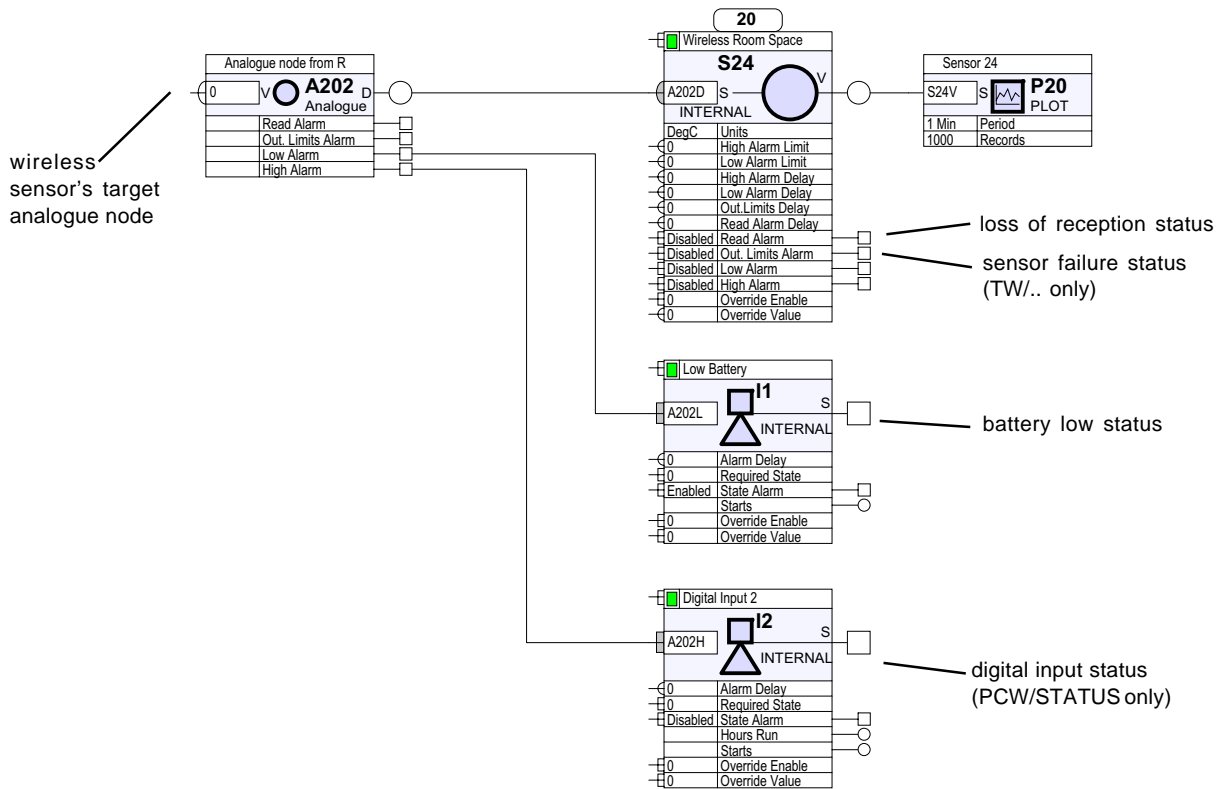 20
Wireless Room Space
S24
A202D S V
INTERNAL
DegC Units
0 High Alarm Limit
0 Low Alarm Limit
0 High Alarm Delay
0 Low Alarm Delay
0 Out.Limits Delay
0 Read Alarm Delay
Disabled Read Alarm
Disabled Out. Limits Alarm
Disabled Low Alarm
Disabled High Alarm
0 Override Enable
0 Override Value
Analogue node from R
0 V A202 D
Analogue
Read Alarm
Out. Limits Alarm
Low Alarm
High Alarm
wireless
sensor's target
analogue node
Sensor 24
S24V S P20
PLOT
1 Min Period
1000 Records
loss of reception status
sensor failure status
(TW/.. only)
Low Battery
I1
A202L S
INTERNAL
0 Alarm Delay
0 Required State
Enabled State Alarm
Starts
0 Override Enable
0 Override Value
battery low status
Digital Input 2
I2
A202H S
INTERNAL
0 Alarm Delay
0 Required State
Disabled State Alarm
Hours Run
Starts
0 Override Enable
0 Override Value
digital input status
(PCW/STATUS only)